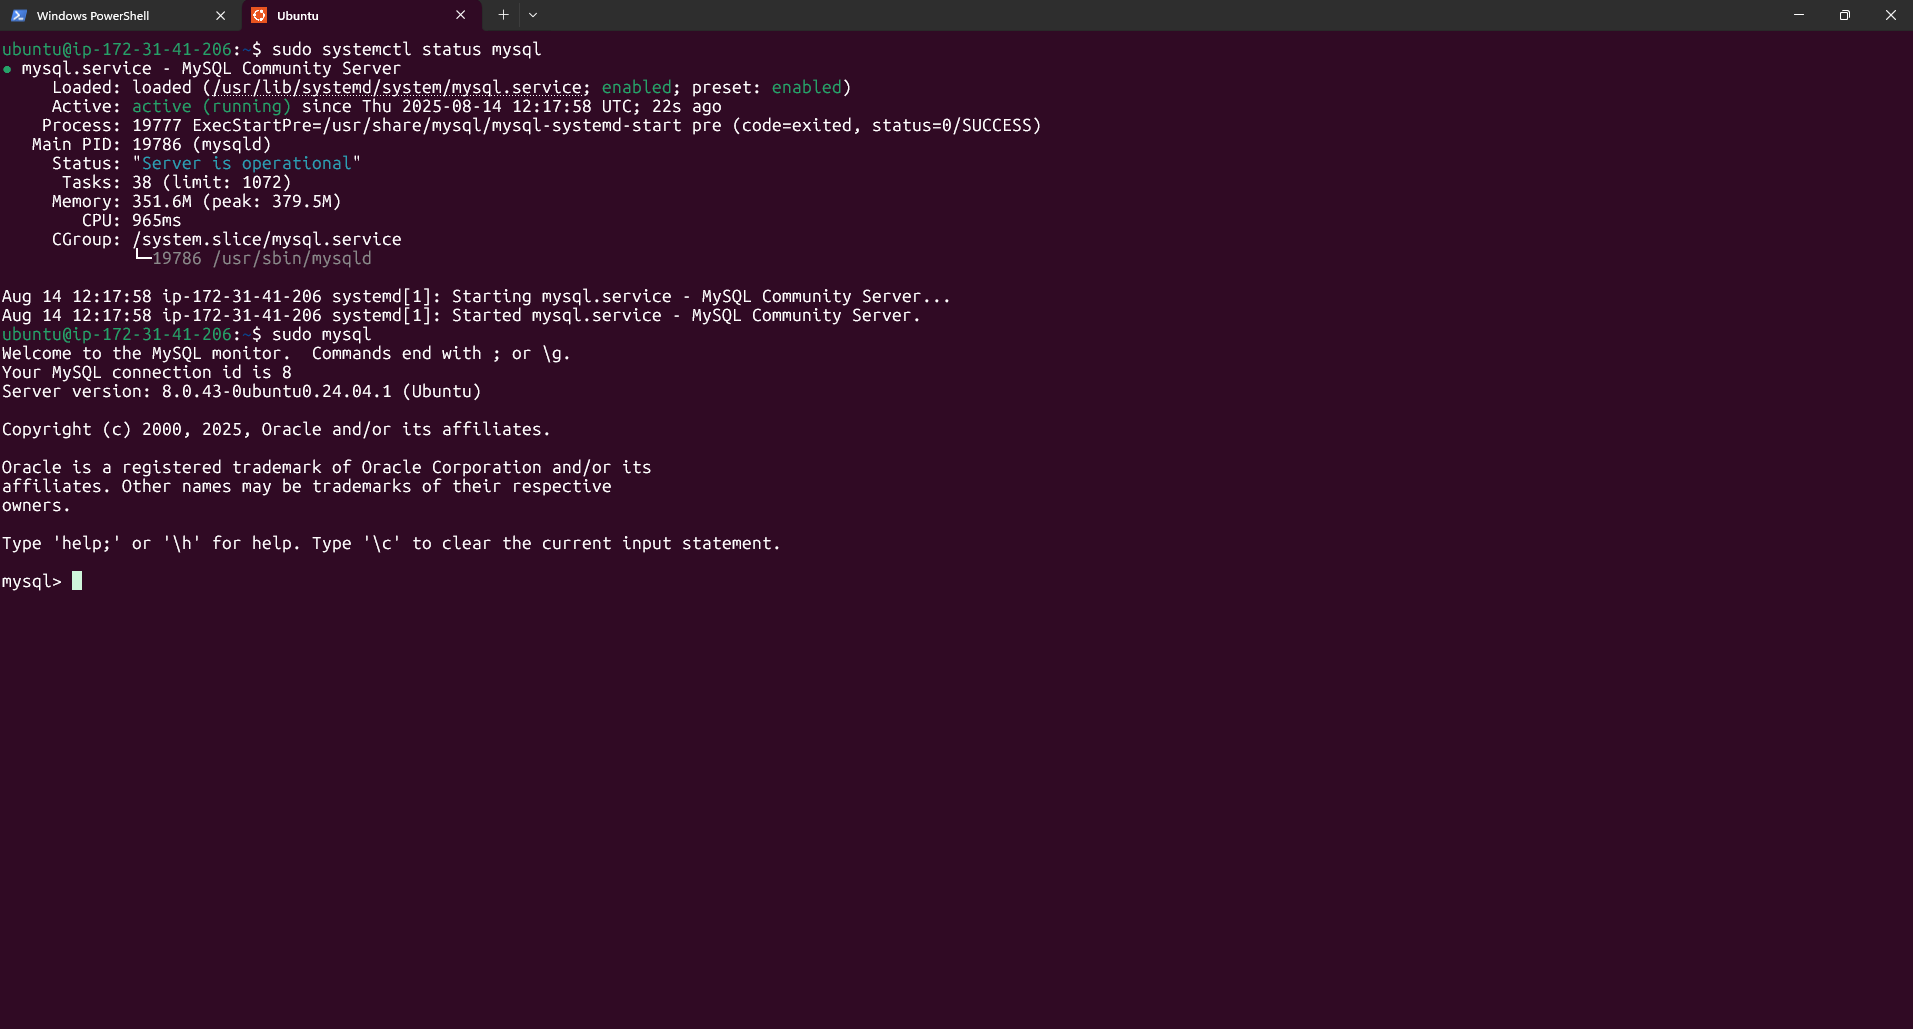 Windows PowerShell
Ubuntu
ubuntu@ip-172-31-41-206:~$ sudo systemctl status mysql
● mysql.service - MySQL Community Server
     Loaded: loaded (/usr/lib/systemd/system/mysql.service; enabled; preset: enabled)
     Active: active (running) since Thu 2025-08-14 12:17:58 UTC; 22s ago
    Process: 19777 ExecStartPre=/usr/share/mysql/mysql-systemd-start pre (code=exited, status=0/SUCCESS)
   Main PID: 19786 (mysqld)
     Status: "Server is operational"
      Tasks: 38 (limit: 1072)
     Memory: 351.6M (peak: 379.5M)
        CPU: 965ms
     CGroup: /system.slice/mysql.service
             └─19786 /usr/sbin/mysqld
Aug 14 12:17:58 ip-172-31-41-206 systemd[1]: Starting mysql.service - MySQL Community Server...
Aug 14 12:17:58 ip-172-31-41-206 systemd[1]: Started mysql.service - MySQL Community Server.
ubuntu@ip-172-31-41-206:~$ sudo mysql
Welcome to the MySQL monitor.  Commands end with ; or \g.
Your MySQL connection id is 8
Server version: 8.0.43-0ubuntu0.24.04.1 (Ubuntu)
Copyright (c) 2000, 2025, Oracle and/or its affiliates.
Oracle is a registered trademark of Oracle Corporation and/or its
affiliates. Other names may be trademarks of their respective
owners.
Type 'help;' or '\h' for help. Type '\c' to clear the current input statement.
mysql>